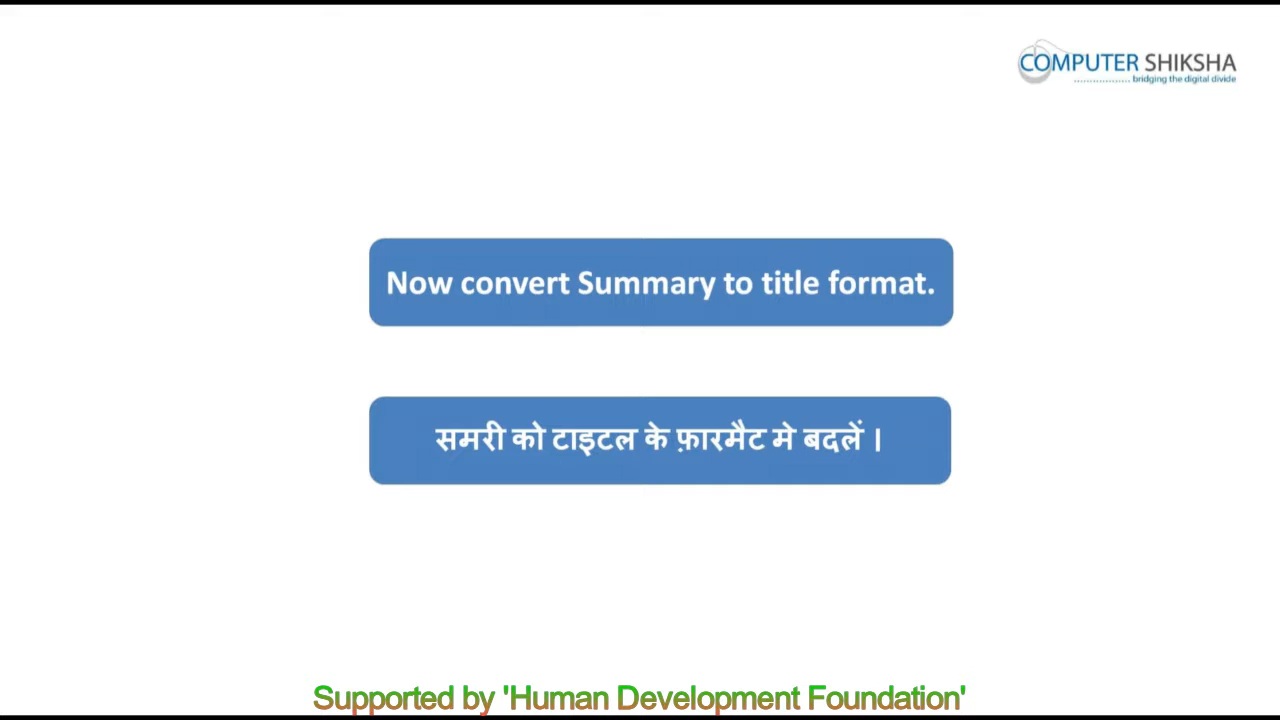 COMPUTER SHIKSHA
bridging the digital divide
Now convert Summary to title format.
समरी को टाइटल के फ़ारमैट मे बदलें ।
Supported by 'Human Development Foundation'